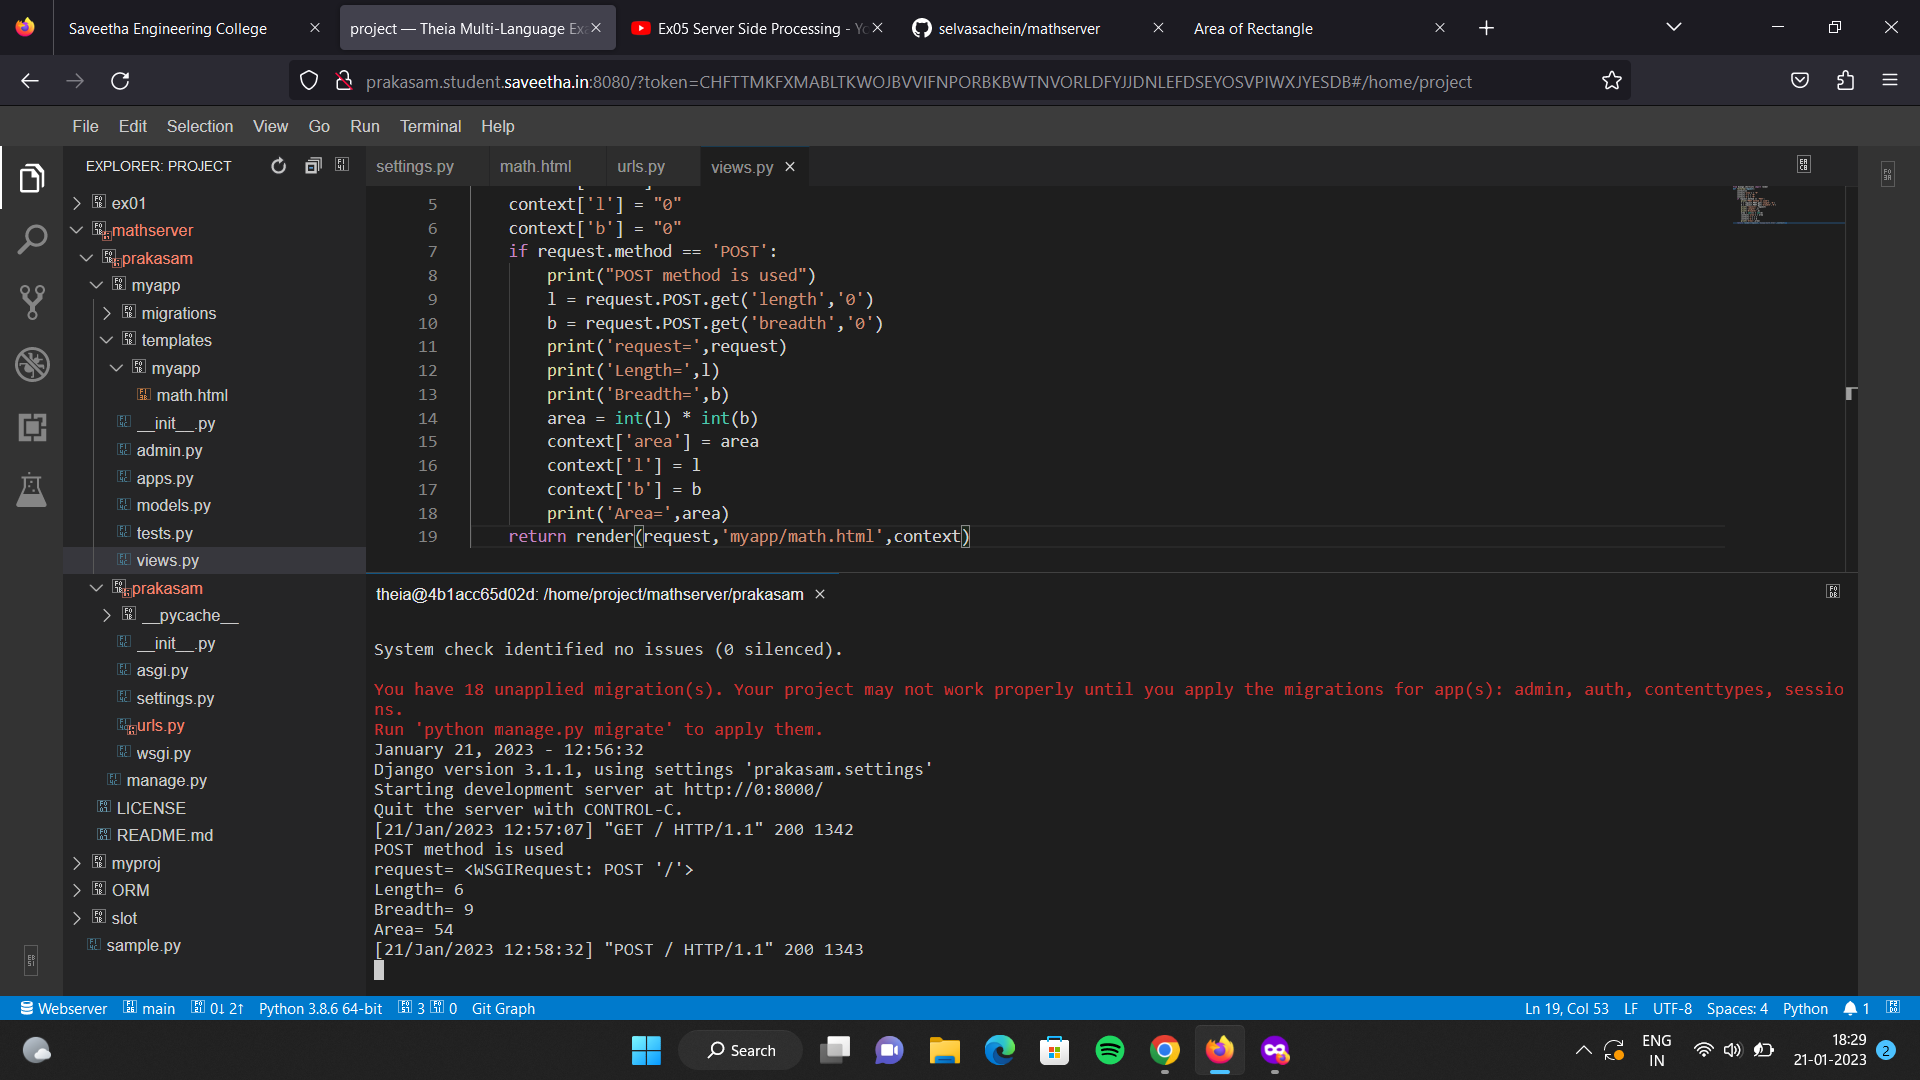 Saveetha Engineering College
project — Theia Multi-Language Ex
Ex05 Server Side Processing - Yo
selvasachein/mathserver
Area of Rectangle
prakasam.student.saveetha.in:8080/?token=CHFTTMKFXMABLTKWOJBVVIFNPORBKBWTNVORLDFYJJDNLEFDSEYOSVPIWXJYESDB#/home/project
File Edit Selection View Go Run Terminal Help
EXPLORER: PROJECT
ex01
mathserver
prakasam
myapp
migrations
templates
myapp
math.html
__init__.py
admin.py
apps.py
models.py
tests.py
views.py
prakasam
__pycache__
__init__.py
asgi.py
settings.py
urls.py
wsgi.py
manage.py
LICENSE
README.md
myproj
ORM
slot
sample.py
settings.py math.html urls.py views.py
5 context['l'] = "0"
6 context['b'] = "0"
7 if request.method == 'POST':
8 print("POST method is used")
9 l = request.POST.get('length','0')
10 b = request.POST.get('breadth','0')
11 print('request=',request)
12 print('Length=',l)
13 print('Breadth=',b)
14 area = int(l) * int(b)
15 context['area'] = area
16 context['l'] = l
17 context['b'] = b
18 print('Area=',area)
19 return render(request,'myapp/math.html',context)
theia@4b1acc65d02d: /home/project/mathserver/prakasam
System check identified no issues (0 silenced).
You have 18 unapplied migration(s). Your project may not work properly until you apply the migrations for app(s): admin, auth, contenttypes, sessio
ns.
Run 'python manage.py migrate' to apply them.
January 21, 2023 - 12:56:32
Django version 3.1.1, using settings 'prakasam.settings'
Starting development server at http://0:8000/
Quit the server with CONTROL-C.
[21/Jan/2023 12:57:07] "GET / HTTP/1.1" 200 1342
POST method is used
request= <WSGIRequest: POST '/'>
Length= 6
Breadth= 9
Area= 54
[21/Jan/2023 12:58:32] "POST / HTTP/1.1" 200 1343
Webserver main 0↓ 2↑ Python 3.8.6 64-bit 3 0 Git Graph
Ln 19, Col 53 LF UTF-8 Spaces: 4 Python 1
Search
ENG
IN
18:29
21-01-2023
2